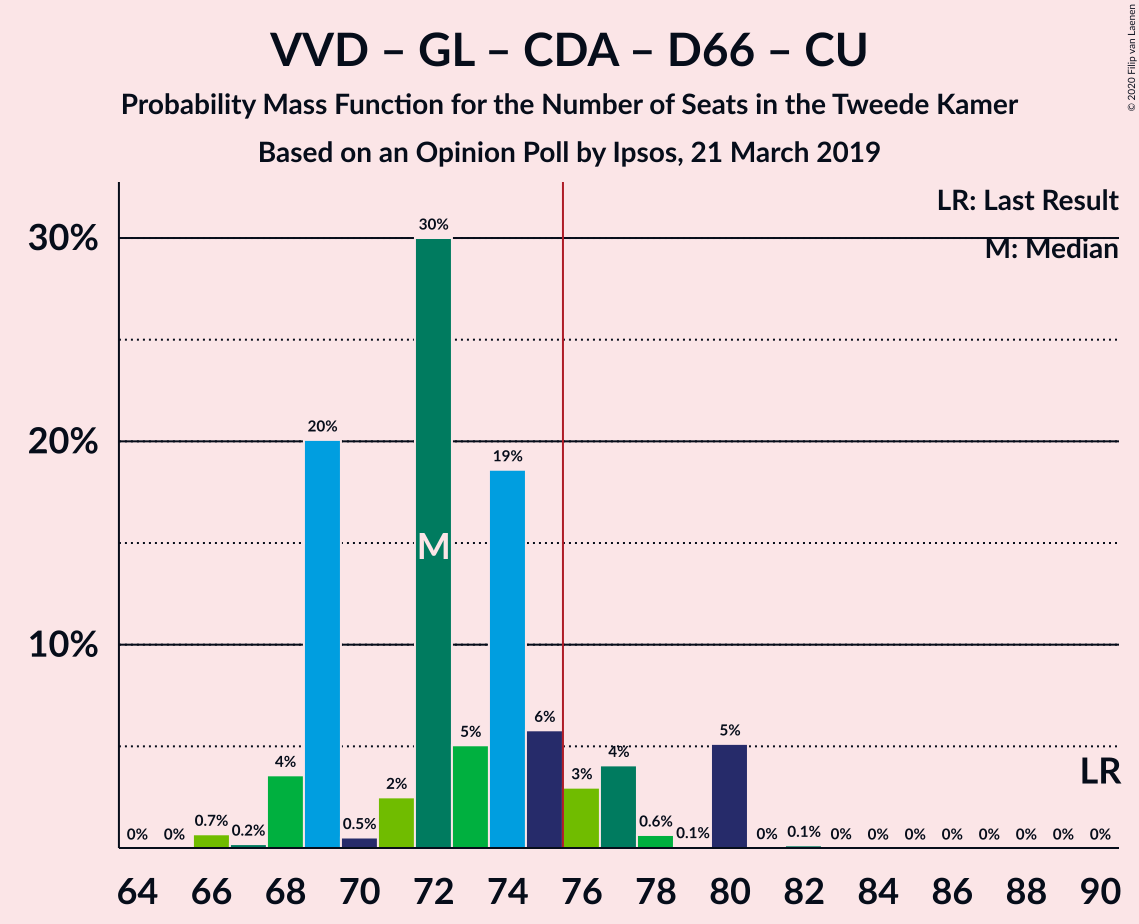 VVD – GL – CDA – D66 – CU
Probability Mass Function for the Number of Seats in the Tweede Kamer
Based on an Opinion Poll by Ipsos, 21 March 2019
© 2020 Filip van Laenen
LR: Last Result
M: Median
30%
20%
10%
0% 0% 0.7% 0.2% 4% 20% 0.5% 2% 30% 5% 19% 6% 3% 4% 0.6% 0.1% 5% 0% 0.1% 0% 0% 0% 0% 0% 0% 0% 0%
M
LR
64 66 68 70 72 74 76 78 80 82 84 86 88 90